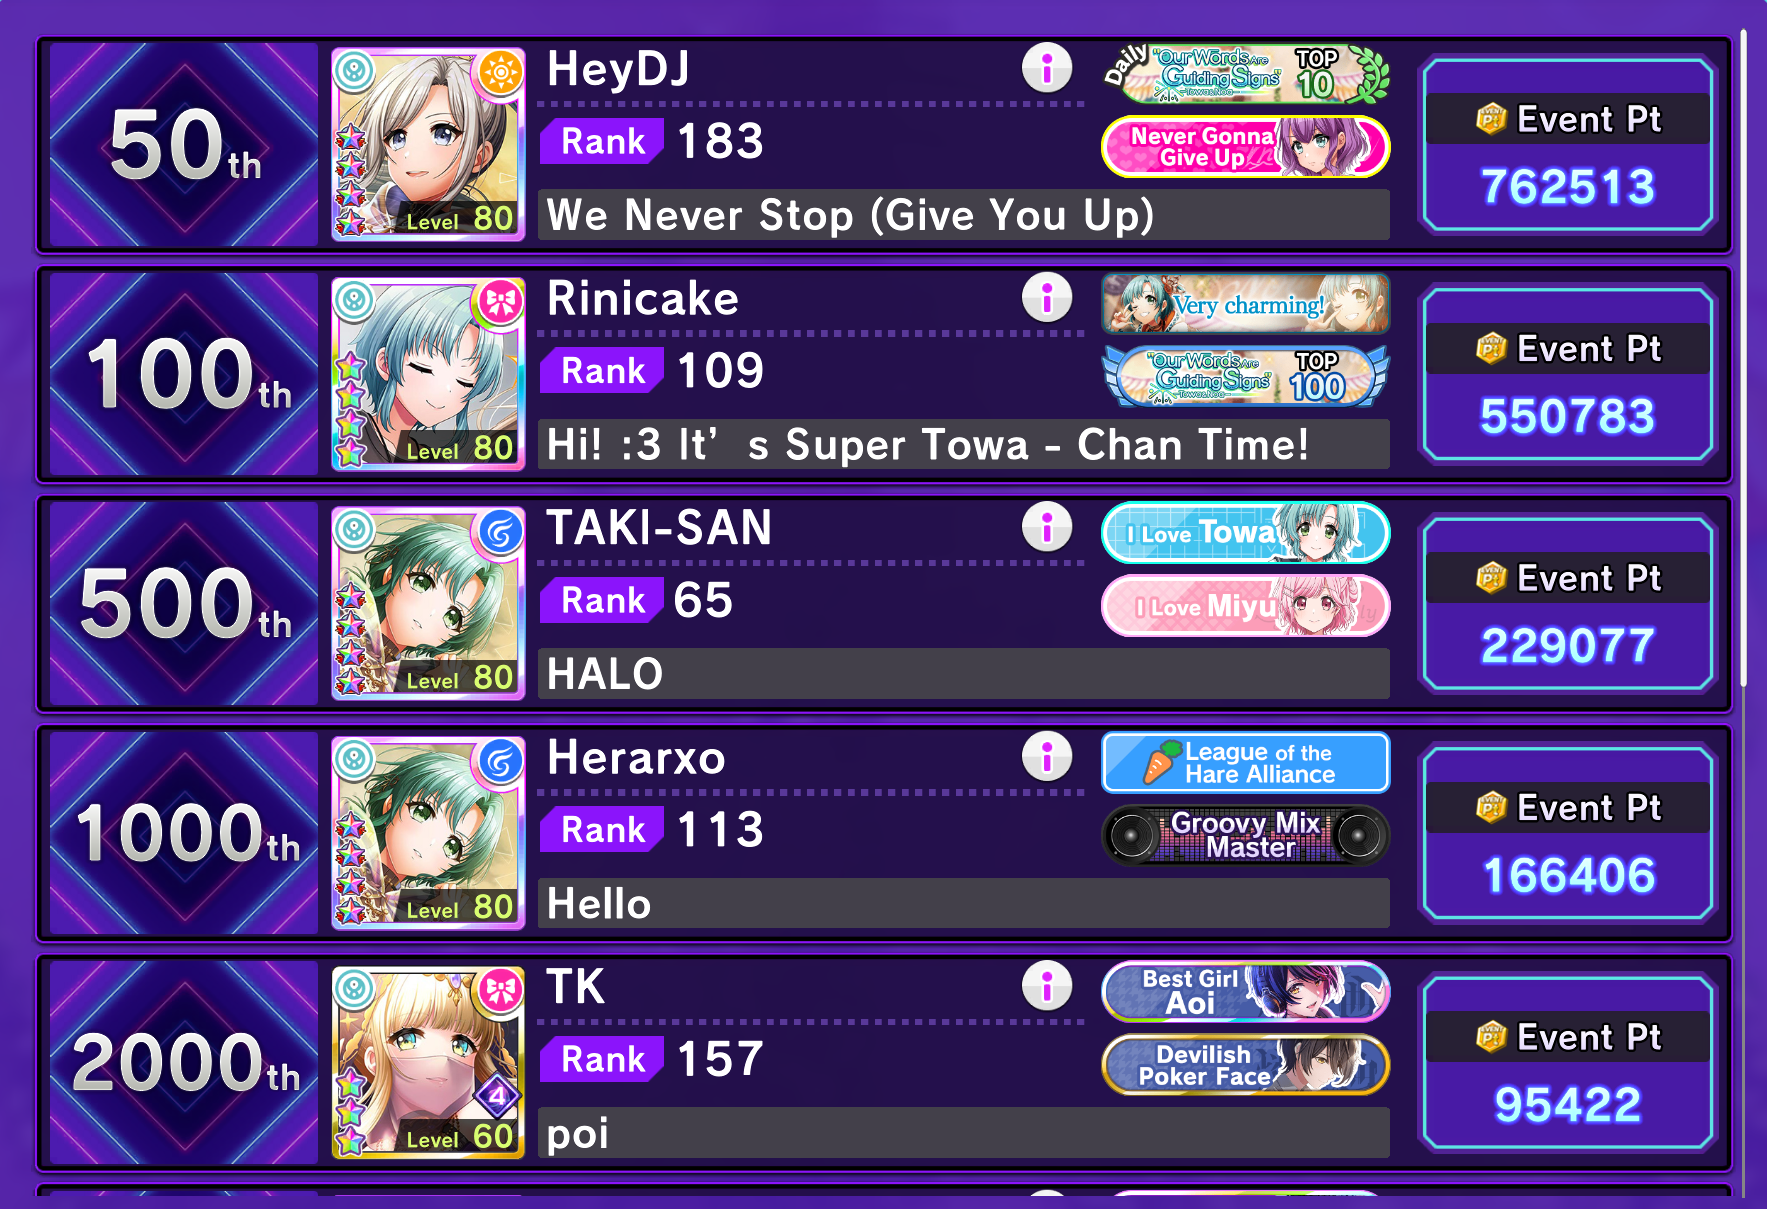 50th
HeyDJ
Rank 183
We Never Stop (Give You Up)
Level 80
Daily "Our Words Are Guiding Signs" -Towa&Noa- TOP 10
Never Gonna
Give Up
Event Pt
762513
100th
Rinicake
Rank 109
Hi! :3 It’s Super Towa - Chan Time!
Level 80
Very charming!
"Our Words Are Guiding Signs" -Towa&Noa- TOP 100
Event Pt
550783
500th
TAKI-SAN
Rank 65
HALO
Level 80
I Love Towa
I Love Miyu
Event Pt
229077
1000th
Herarxo
Rank 113
Hello
Level 80
League of the
Hare Alliance
Groovy Mix
Master
Event Pt
166406
2000th
TK
Rank 157
poi
4
Level 60
Best Girl
Aoi
Devilish
Poker Face
Event Pt
95422